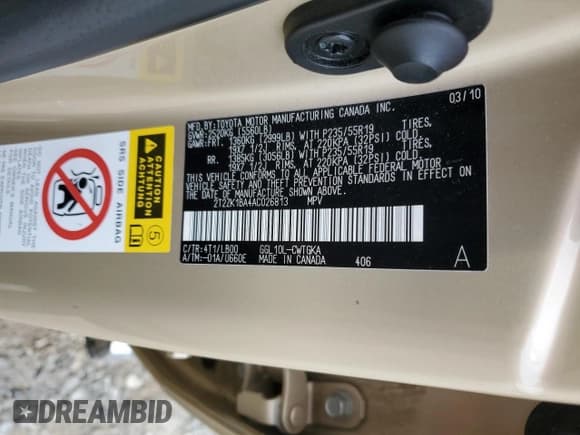 MFD. BY: TOYOTA MOTOR MANUFACTURING CANADA INC. 03/10
GVWR: 2520KG (5560LB)
GAWR: FRT. 1360KG (2999LB) WITH P235/55R19 TIRES,
19X7 1/2J RIMS, AT 220KPA (32PSI) COLD.
RR. 1385KG (3056LB) WITH P235/55R19 TIRES,
19X7 1/2J RIMS, AT 220KPA (32PSI) COLD.
THIS VEHICLE CONFORMS TO ALL APPLICABLE FEDERAL MOTOR
VEHICLE SAFETY AND THEFT PREVENTION STANDARDS IN
EFFECT ON THE DATE OF MANUFACTURE SHOWN ABOVE.
2T2ZK1BA4AC026813 MPV
C/TR: 4T1/LB00 GGL10L-CWTGKA
A/TM: -01A/U660E MADE IN CANADA 406 A
SRS SIDE AIRBAG
5
DREAMBID